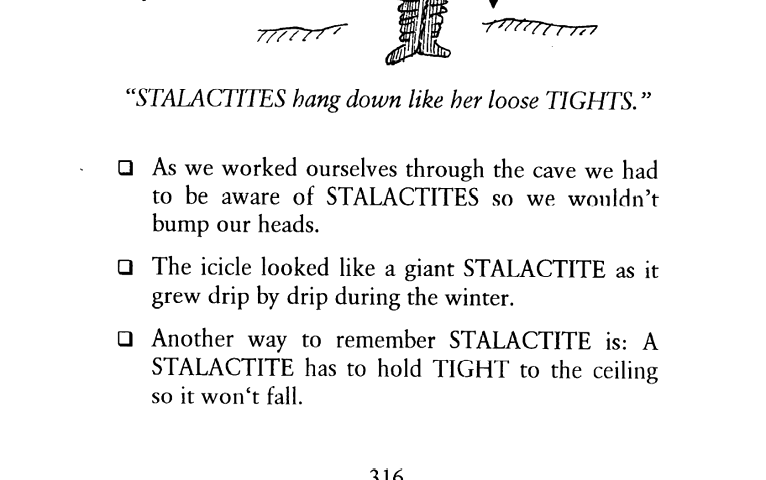 "STALACTITES hang down like her loose TIGHTS."
❑ As we worked ourselves through the cave we had
to be aware of STALACTITES so we wouldn't
bump our heads.
❑ The icicle looked like a giant STALACTITE as it
grew drip by drip during the winter.
❑ Another way to remember STALACTITE is: A
STALACTITE has to hold TIGHT to the ceiling
so it won't fall.
316